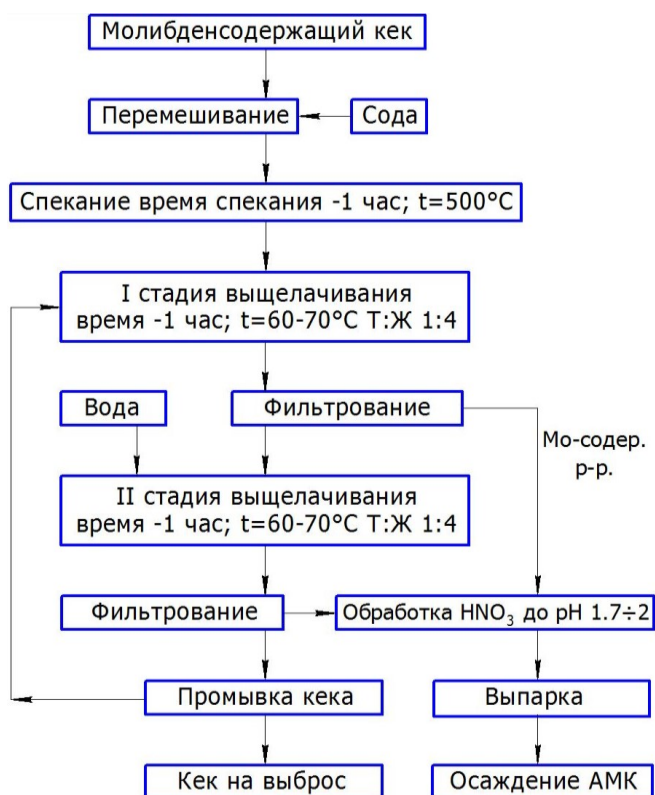 Молибденсодержащий кек
Перемешивание
Сода
Спекание время спекания -1 час; t=500°С
I стадия выщелачивания
время -1 час; t=60-70°С Т:Ж 1:4
Вода
Фильтрование
Мо-содер.
р-р.
II стадия выщелачивания
время -1 час; t=60-70°С Т:Ж 1:4
Фильтрование
Обработка HNO₃ до pH 1.7÷2
Промывка кека
Выпарка
Кек на выброс
Осаждение АМК